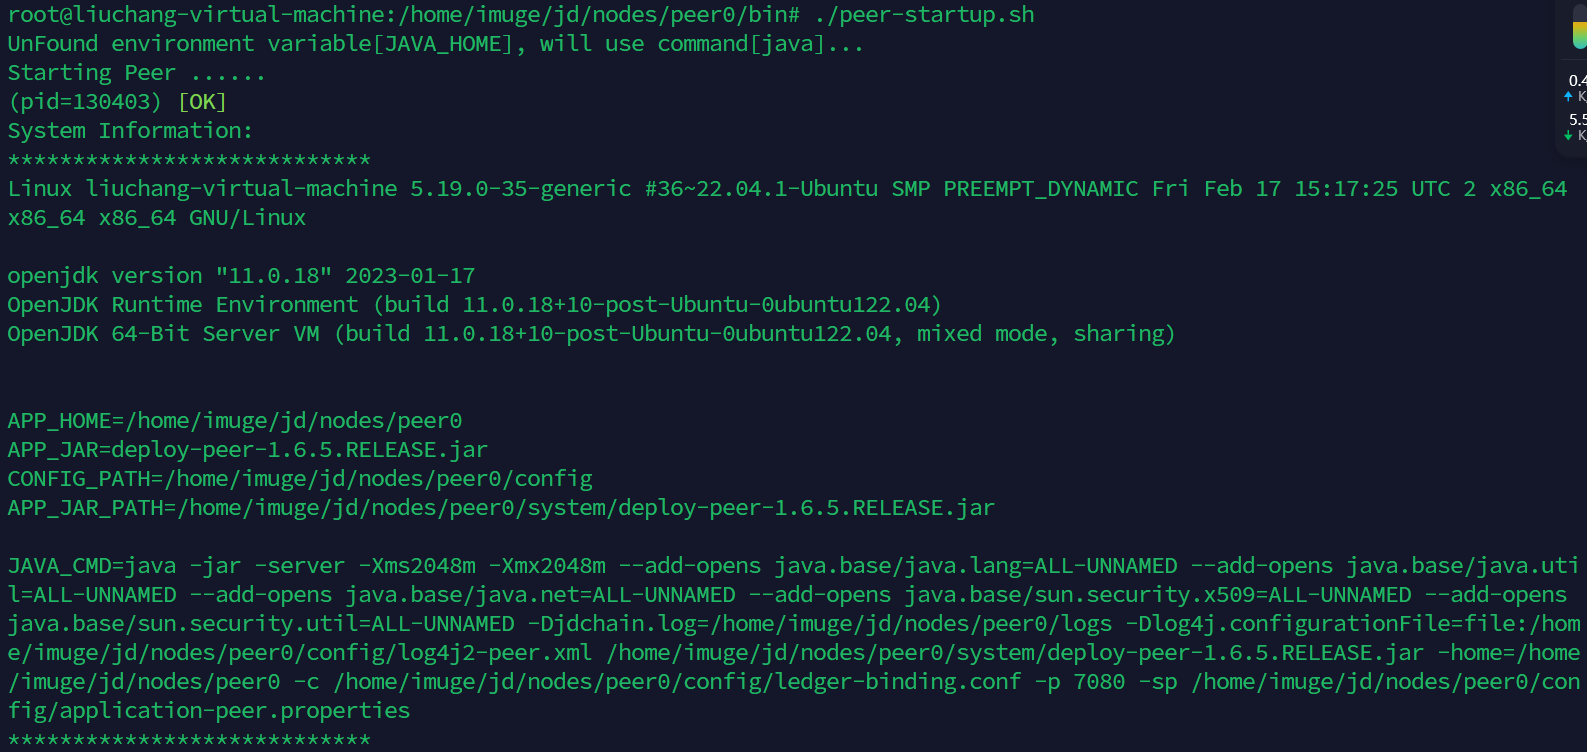 root@liuchang-virtual-machine:/home/imuge/jd/nodes/peer0/bin# ./peer-startup.sh
UnFound environment variable[JAVA_HOME], will use command[java]...
Starting Peer ......
(pid=130403) [OK]
System Information:
****************************
Linux liuchang-virtual-machine 5.19.0-35-generic #36~22.04.1-Ubuntu SMP PREEMPT_DYNAMIC Fri Feb 17 15:17:25 UTC 2 x86_64
x86_64 x86_64 GNU/Linux
openjdk version "11.0.18" 2023-01-17
OpenJDK Runtime Environment (build 11.0.18+10-post-Ubuntu-0ubuntu122.04)
OpenJDK 64-Bit Server VM (build 11.0.18+10-post-Ubuntu-0ubuntu122.04, mixed mode, sharing)
APP_HOME=/home/imuge/jd/nodes/peer0
APP_JAR=deploy-peer-1.6.5.RELEASE.jar
CONFIG_PATH=/home/imuge/jd/nodes/peer0/config
APP_JAR_PATH=/home/imuge/jd/nodes/peer0/system/deploy-peer-1.6.5.RELEASE.jar
JAVA_CMD=java -jar -server -Xms2048m -Xmx2048m --add-opens java.base/java.lang=ALL-UNNAMED --add-opens java.base/java.uti
l=ALL-UNNAMED --add-opens java.base/java.net=ALL-UNNAMED --add-opens java.base/sun.security.x509=ALL-UNNAMED --add-opens
java.base/sun.security.util=ALL-UNNAMED -Djdchain.log=/home/imuge/jd/nodes/peer0/logs -Dlog4j.configurationFile=file:/hom
e/imuge/jd/nodes/peer0/config/log4j2-peer.xml /home/imuge/jd/nodes/peer0/system/deploy-peer-1.6.5.RELEASE.jar -home=/home
/imuge/jd/nodes/peer0 -c /home/imuge/jd/nodes/peer0/config/ledger-binding.conf -p 7080 -sp /home/imuge/jd/nodes/peer0/con
fig/application-peer.properties
****************************
0.4
K
5.5
K